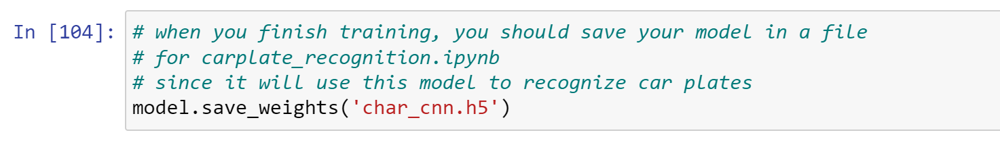 In [104]: # when you finish training, you should save your model in a file
# for carplate_recognition.ipynb
# since it will use this model to recognize car plates
model.save_weights('char_cnn.h5')